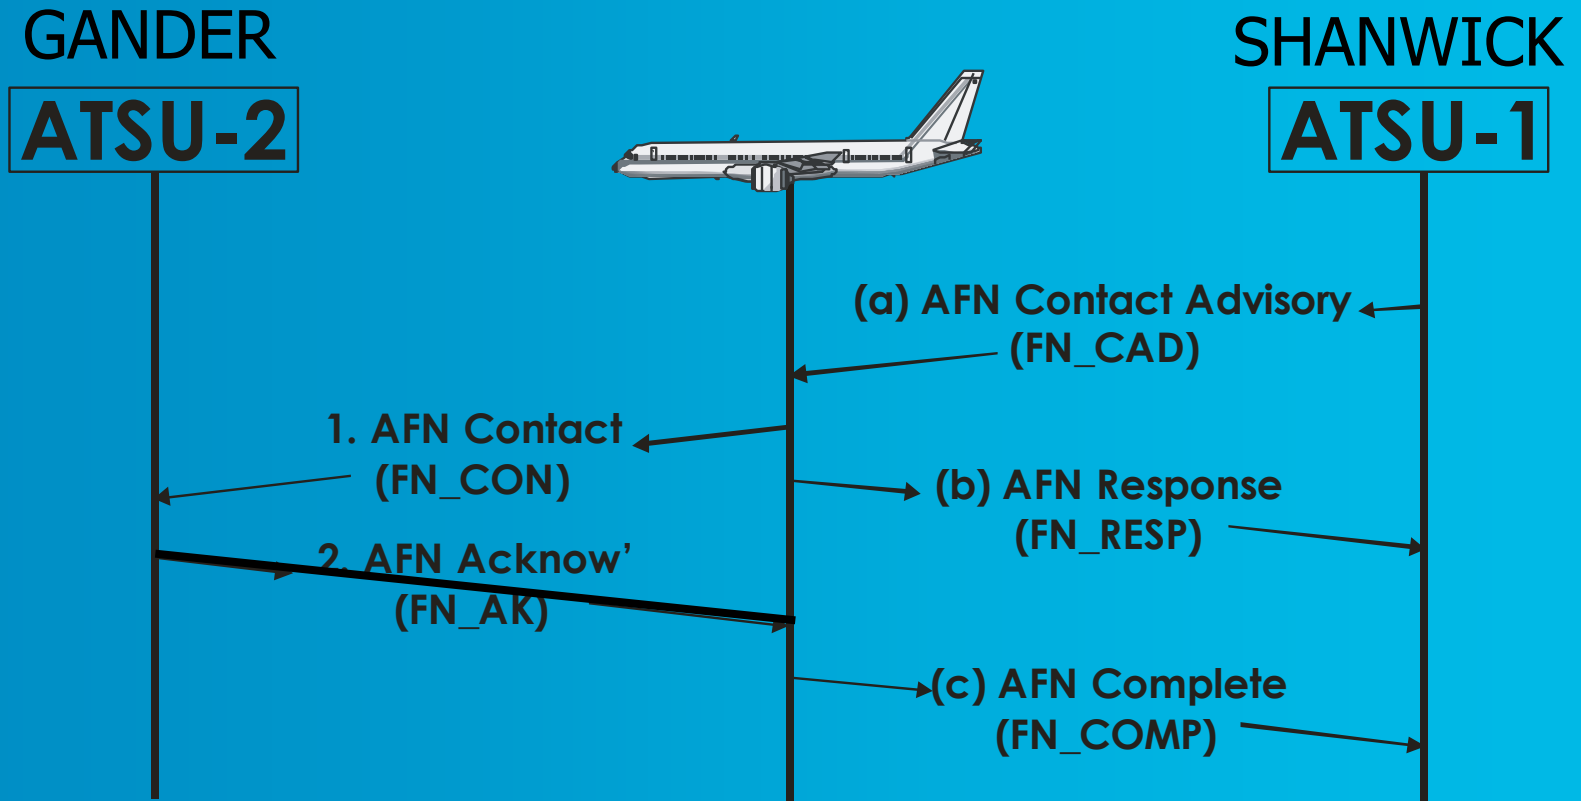 GANDER
ATSU-2
SHANWICK
ATSU-1
(a) AFN Contact Advisory
(FN_CAD)
1. AFN Contact
(FN_CON)
(b) AFN Response
(FN_RESP)
2. AFN Acknow’
(FN_AK)
(c) AFN Complete
(FN_COMP)